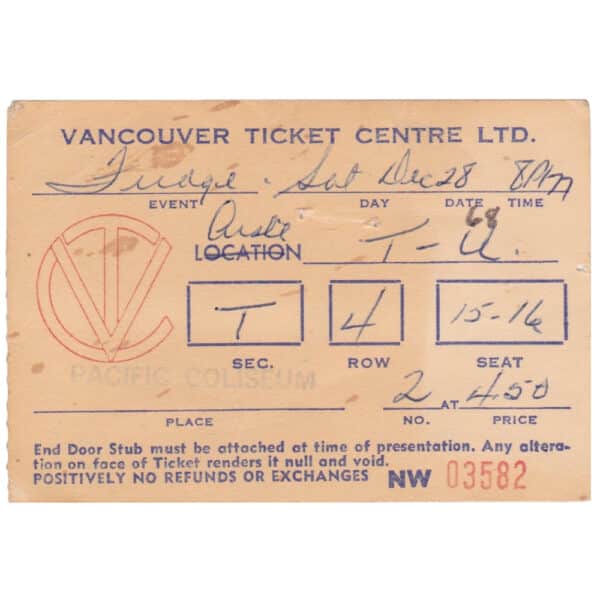 VANCOUVER TICKET CENTRE LTD.
Fudge. Sat Dec 28 8PM
EVENT DAY DATE TIME
68
Aisle
LOCATION T-U.
VTC
T 4 15-16
SEC. ROW SEAT
PACIFIC COLISEUM
2 AT 4.50
PLACE NO. PRICE
End Door Stub must be attached at time of presentation. Any altera-
tion on face of Ticket renders it null and void.
POSITIVELY NO REFUNDS OR EXCHANGES NW 03582